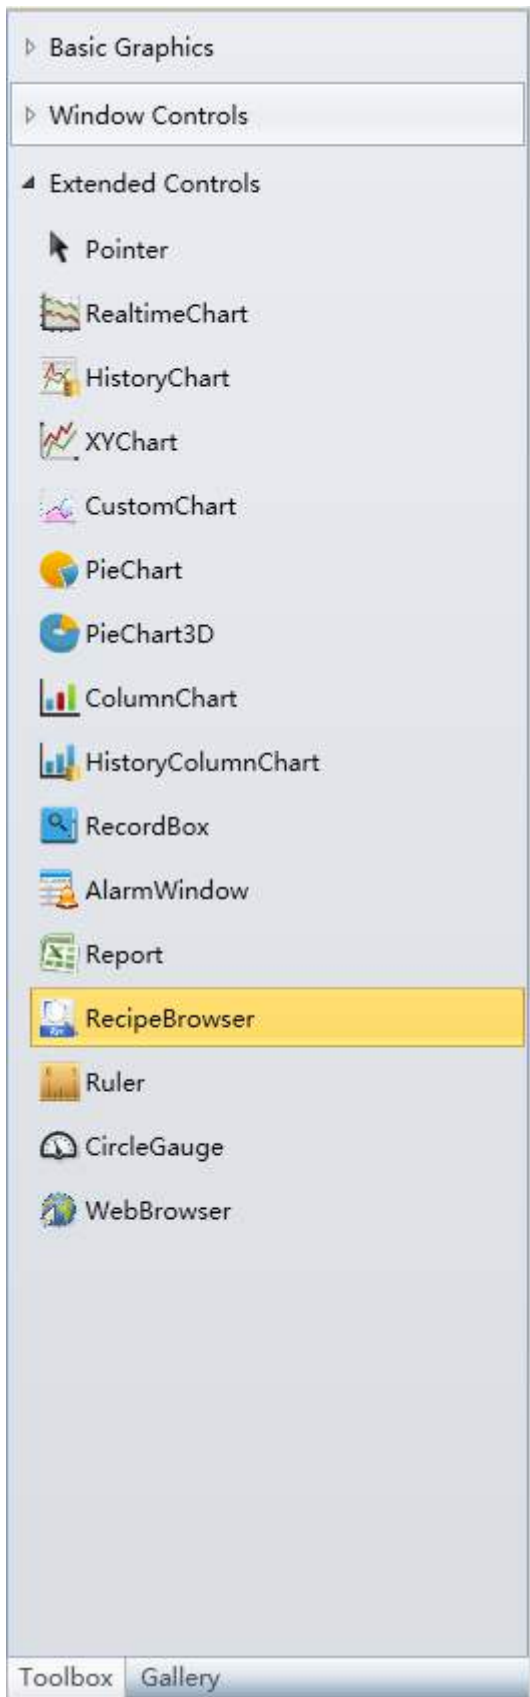 Basic Graphics
Window Controls
Extended Controls
Pointer
RealtimeChart
HistoryChart
XYChart
CustomChart
PieChart
PieChart3D
ColumnChart
HistoryColumnChart
RecordBox
AlarmWindow
Report
RecipeBrowser
Ruler
CircleGauge
WebBrowser
Toolbox Gallery